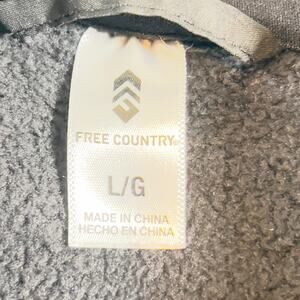 FREE COUNTRY
L/G
MADE IN CHINA
HECHO EN CHINA